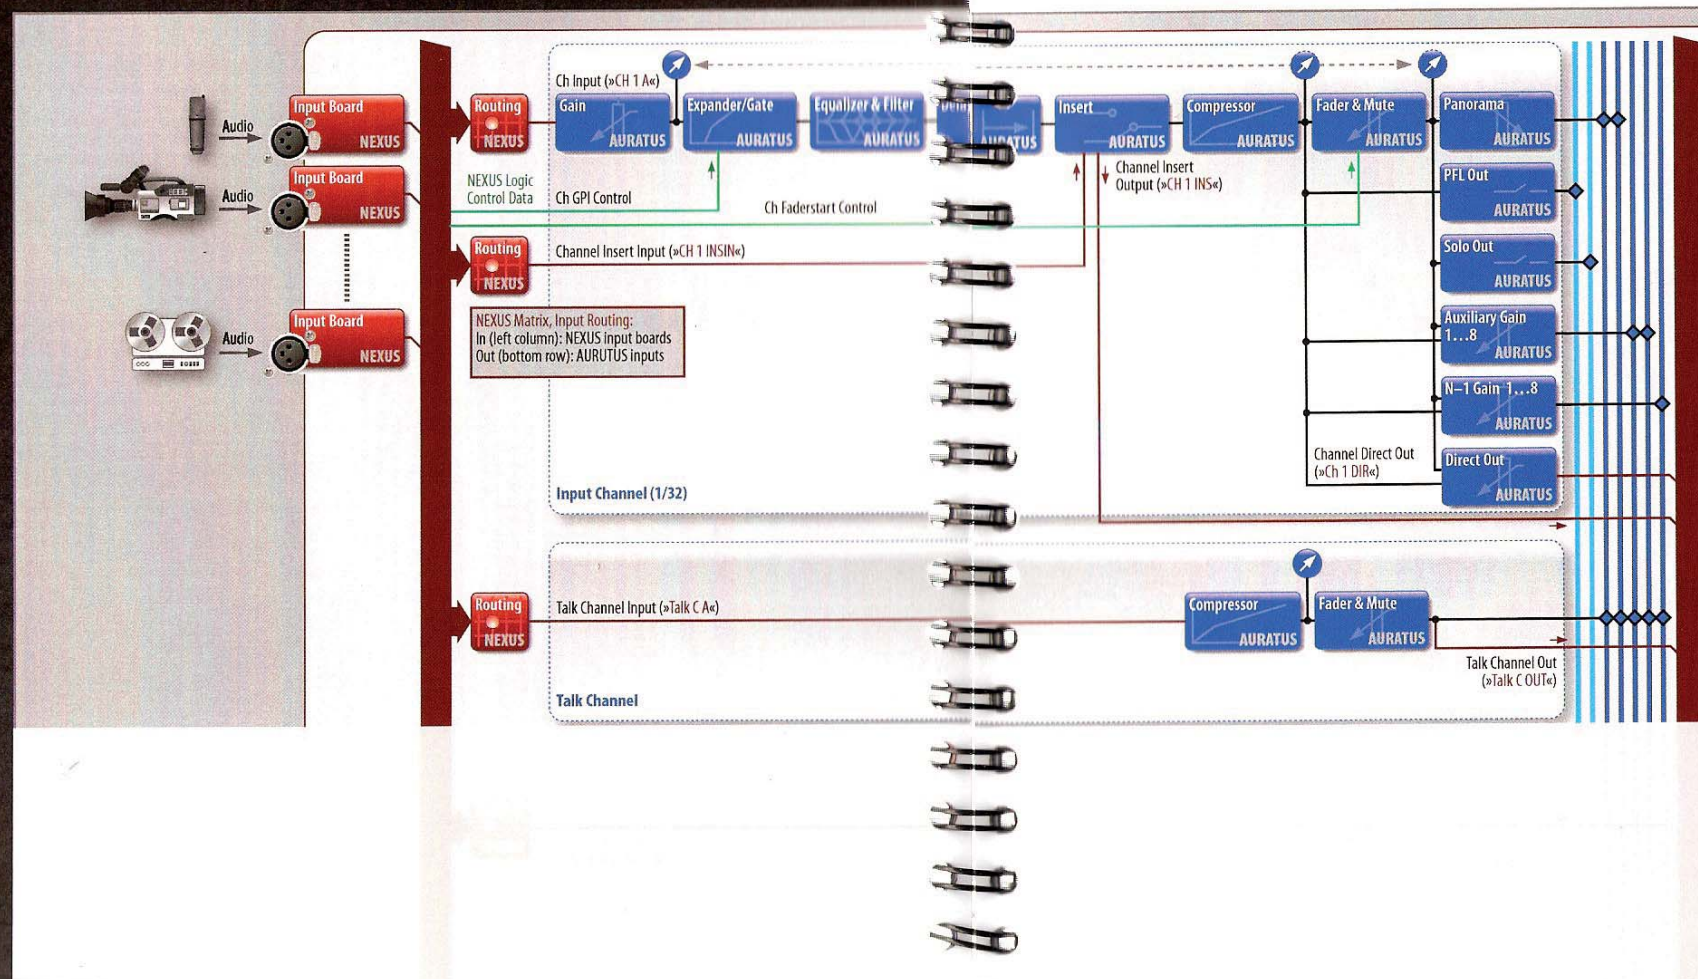 Audio
Input Board
NEXUS
Audio
Input Board
NEXUS
Audio
Input Board
NEXUS
Routing
NEXUS
Ch Input (»CH 1 A«)
Gain
AURATUS
Expander/Gate
AURATUS
Equalizer & Filter
AURATUS
AURATUS
Insert
AURATUS
Compressor
AURATUS
Fader & Mute
AURATUS
Panorama
AURATUS
NEXUS Logic
Control Data
Ch GPI Control
Ch Faderstart Control
Channel Insert
Output (»CH 1 INS«)
PFL Out
AURATUS
Routing
NEXUS
Channel Insert Input (»CH 1 INSIN«)
Solo Out
AURATUS
NEXUS Matrix, Input Routing:
In (left column): NEXUS input boards
Out (bottom row): AURUTUS inputs
Auxiliary Gain
1...8
AURATUS
N–1 Gain 1...8
AURATUS
Channel Direct Out
(»Ch 1 DIR«)
Direct Out
AURATUS
Input Channel (1/32)
Routing
NEXUS
Talk Channel Input (»Talk C A«)
Compressor
AURATUS
Fader & Mute
AURATUS
Talk Channel Out
(»Talk C OUT«)
Talk Channel